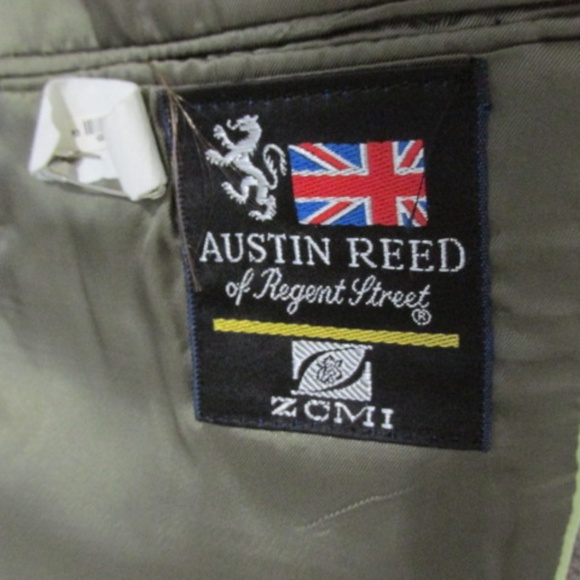 AUSTIN REED
of Regent Street®
ZCMI